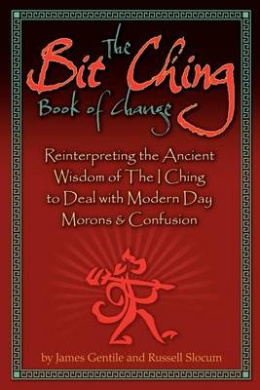 The
Bit Ching
Book of Change
Reinterpreting the Ancient
Wisdom of The I Ching
to Deal with Modern Day
Morons & Confusion
by James Gentile and Russell Slocum